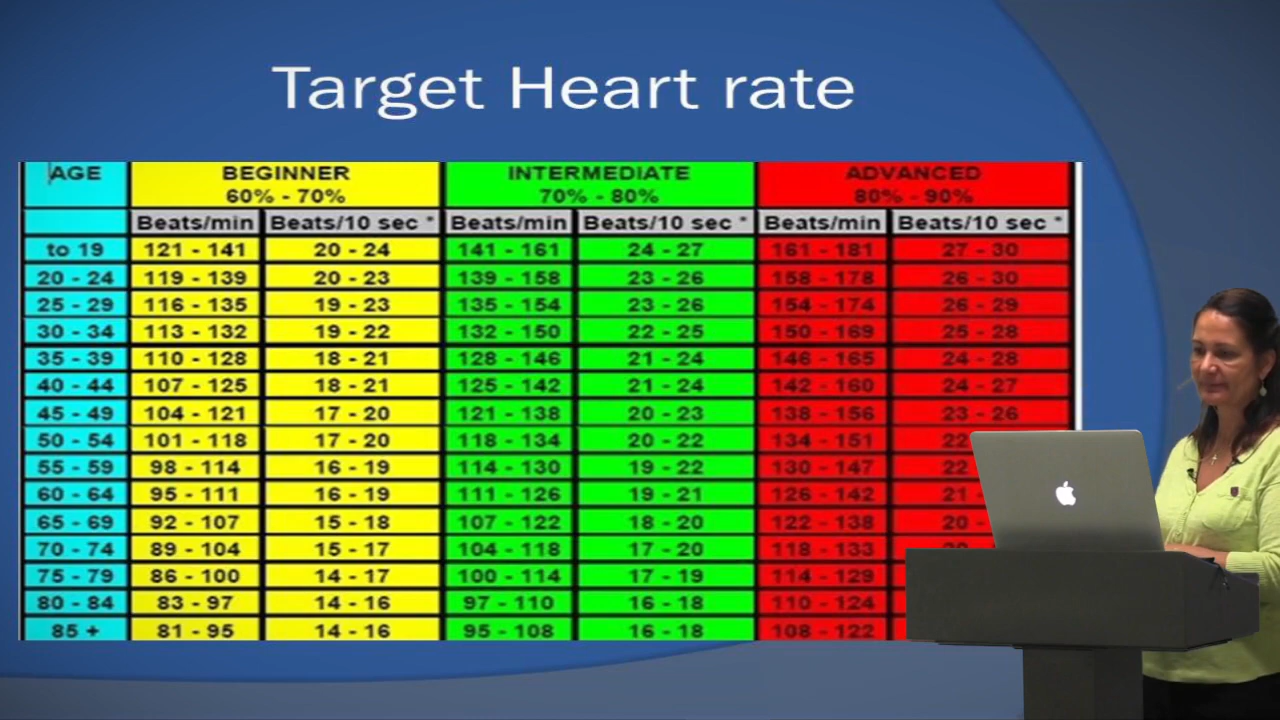 Target Heart rate
AGE BEGINNER INTERMEDIATE ADVANCED
60% - 70% 70% - 80% 80% - 90%
Beats/min Beats/10 sec * Beats/min Beats/10 sec * Beats/min Beats/10 sec *
to 19 121 - 141 20 - 24 141 - 161 24 - 27 161 - 181 27 - 30
20 - 24 119 - 139 20 - 23 139 - 158 23 - 26 158 - 178 26 - 30
25 - 29 116 - 135 19 - 23 135 - 154 23 - 26 154 - 174 26 - 29
30 - 34 113 - 132 19 - 22 132 - 150 22 - 25 150 - 169 25 - 28
35 - 39 110 - 128 18 - 21 128 - 146 21 - 24 146 - 165 24 - 28
40 - 44 107 - 125 18 - 21 125 - 142 21 - 24 142 - 160 24 - 27
45 - 49 104 - 121 17 - 20 121 - 138 20 - 23 138 - 156 23 - 26
50 - 54 101 - 118 17 - 20 118 - 134 20 - 22 134 - 151 22
55 - 59 98 - 114 16 - 19 114 - 130 19 - 22 130 - 147 22
60 - 64 95 - 111 16 - 19 111 - 126 19 - 21 126 - 142 21 -
65 - 69 92 - 107 15 - 18 107 - 122 18 - 20 122 - 138 20 -
70 - 74 89 - 104 15 - 17 104 - 118 17 - 20 118 - 133
75 - 79 86 - 100 14 - 17 100 - 114 17 - 19 114 - 129
80 - 84 83 - 97 14 - 16 97 - 110 16 - 18 110 - 124
85 + 81 - 95 14 - 16 95 - 108 16 - 18 108 - 122